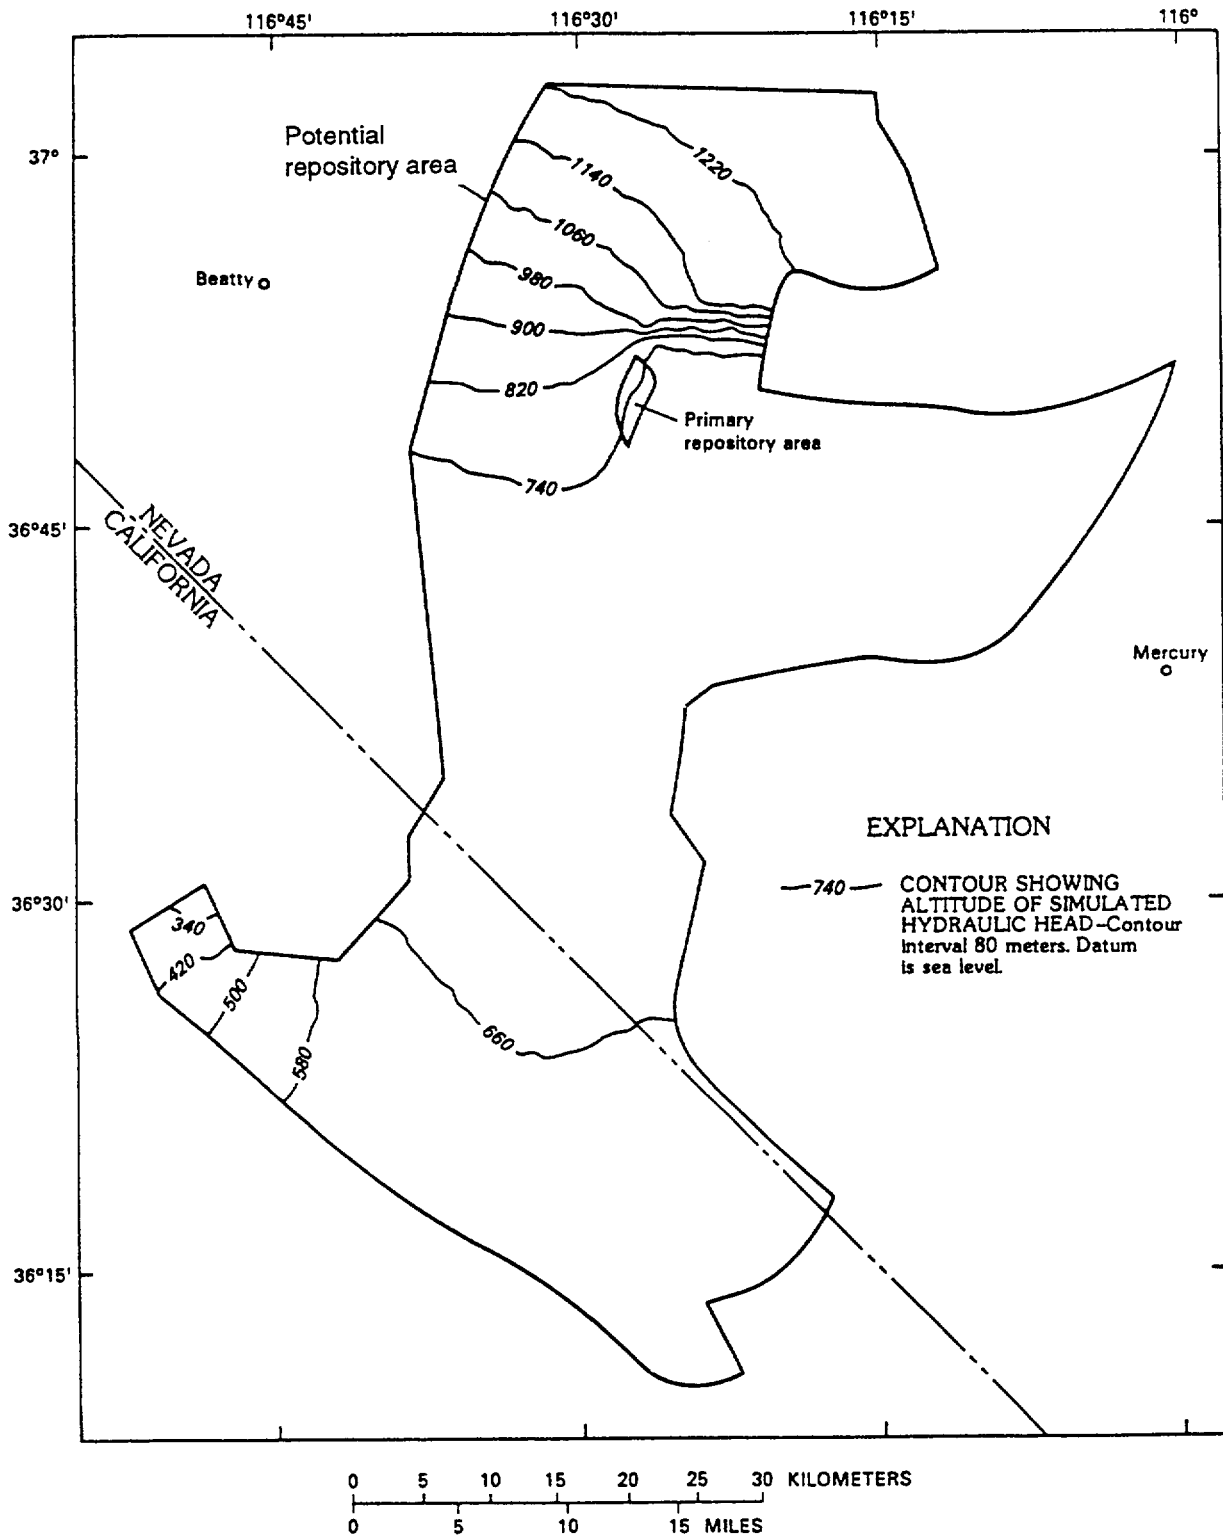 116°45'
116°30'
116°15'
116°
37°
36°45'
36°30'
36°15'
Potential
repository area
1220
1140
1060
980
900
820
740
Beatty
Primary
repository area
NEVADA
CALIFORNIA
Mercury
340
420
500
580
660
EXPLANATION
740
CONTOUR SHOWING
ALTITUDE OF SIMULATED
HYDRAULIC HEAD–Contour
interval 80 meters. Datum
is sea level.
0 5 10 15 20 25 30 KILOMETERS
0 5 10 15 MILES